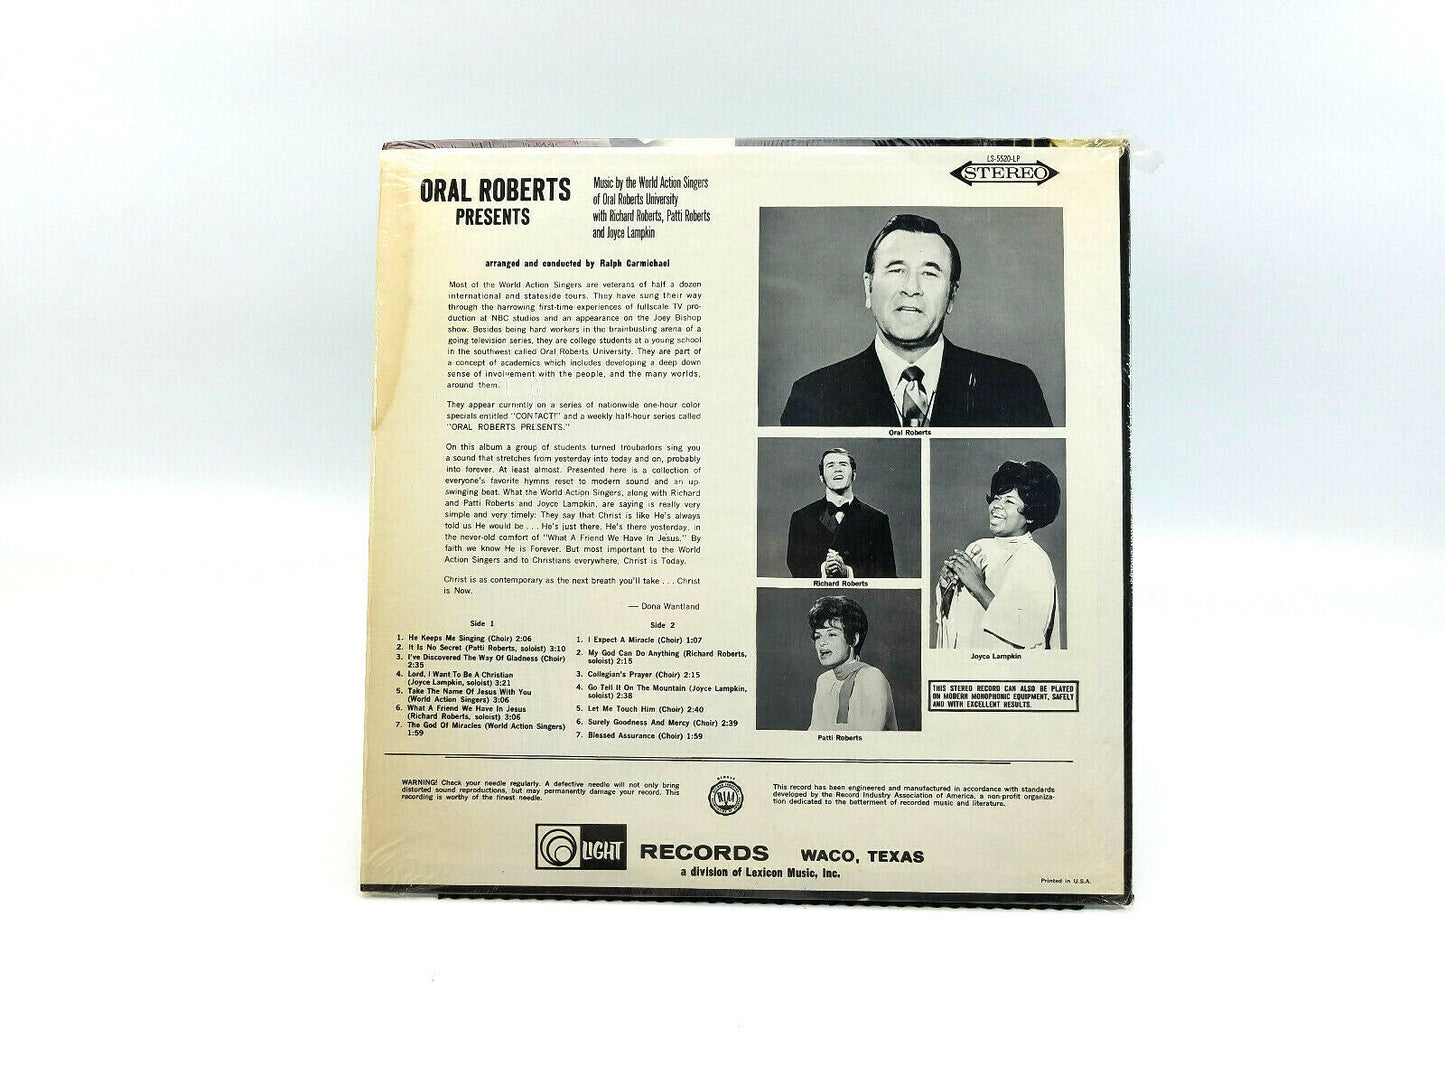 LS-5520-LP
STEREO
ORAL ROBERTS
PRESENTS
Music by the World Action Singers
of Oral Roberts University
with Richard Roberts, Patti Roberts
and Joyce Lampkin
arranged and conducted by Ralph Carmichael
Most of the World Action Singers are veterans of half a dozen
international and stateside tours. They have sung their way
through the harrowing first-time experiences of fullscale TV pro-
duction at NBC studios and an appearance on the Joey Bishop
show. Besides being hard workers in the brainbusting arena of a
going television series, they are college students at a young school
in the southwest called Oral Roberts University. They are part of
a concept of academics which includes developing a deep down
sense of involvement with the people, and the many worlds,
around them.
They appear currently on a series of nationwide one-hour color
specials entitled "CONTACT!" and a weekly half-hour series called
"ORAL ROBERTS PRESENTS."
On this album a group of students turned troubadors sing you
a sound that stretches from yesterday into today and on, probably
into forever. At least almost. Presented here is a collection of
everyone's favorite hymns reset to modern sound and an up-
swinging beat. What the World Action Singers, along with Richard
and Patti Roberts and Joyce Lampkin, are saying is really very
simple and very timely: They say that Christ is like He's always
told us He would be . . . He's just there. He's there yesterday, in
the never-old comfort of "What A Friend We Have In Jesus." By
faith we know He is Forever. But most important to the World
Action Singers and to Christians everywhere, Christ is Today.
Christ is as contemporary as the next breath you'll take . . . Christ
is Now.
— Dona Wantland
Side 1
1. He Keeps Me Singing (Choir) 2:06
2. It Is No Secret (Patti Roberts, soloist) 3:10
3. I've Discovered The Way Of Gladness (Choir)
2:35
4. Lord, I Want To Be A Christian
(Joyce Lampkin, soloist) 3:21
5. Take The Name Of Jesus With You
(World Action Singers) 3:06
6. What A Friend We Have In Jesus
(Richard Roberts, soloist) 3:06
7. The God Of Miracles (World Action Singers)
1:59
Side 2
1. I Expect A Miracle (Choir) 1:07
2. My God Can Do Anything (Richard Roberts,
soloist) 2:15
3. Collegian's Prayer (Choir) 2:15
4. Go Tell It On The Mountain (Joyce Lampkin,
soloist) 2:38
5. Let Me Touch Him (Choir) 2:40
6. Surely Goodness And Mercy (Choir) 2:39
7. Blessed Assurance (Choir) 1:59
Oral Roberts
Richard Roberts
Joyce Lampkin
Patti Roberts
THIS STEREO RECORD CAN ALSO BE PLAYED
ON MODERN MONOPHONIC EQUIPMENT, SAFELY
AND WITH EXCELLENT RESULTS.
WARNING! Check your needle regularly. A defective needle will not only bring
distorted sound reproductions, but may permanently damage your record. This
recording is worthy of the finest needle.
RIAA
This record has been engineered and manufactured in accordance with standards
developed by the Record Industry Association of America, a non-profit organiza-
tion dedicated to the betterment of recorded music and literature.
LIGHT RECORDS WACO, TEXAS
a division of Lexicon Music, Inc.
Printed in U.S.A.